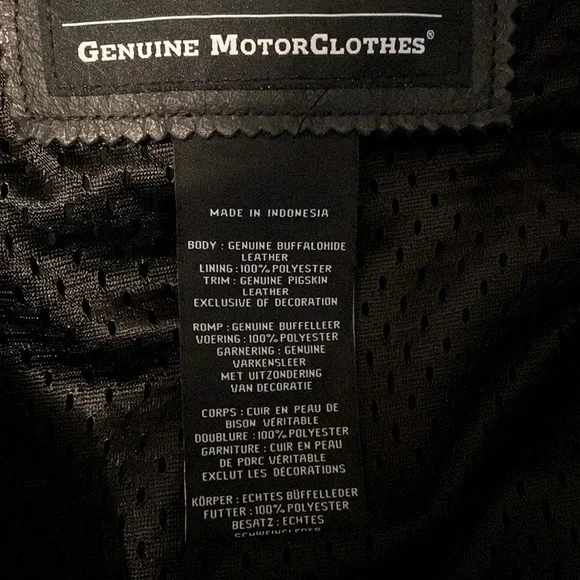 GENUINE MOTORCLOTHES®
MADE IN INDONESIA
BODY : GENUINE BUFFALOHIDE
LEATHER
LINING : 100% POLYESTER
TRIM : GENUINE PIGSKIN
LEATHER
EXCLUSIVE OF DECORATION
ROMP : GENUINE BUFFELLEER
VOERING : 100% POLYESTER
GARNERING : GENUINE
VARKENSLEER
MET UITZONDERING
VAN DECORATIE
CORPS : CUIR EN PEAU DE
BISON VÉRITABLE
DOUBLURE : 100% POLYESTER
GARNITURE : CUIR EN PEAU
DE PORC VÉRITABLE
EXCLUT LES DÉCORATIONS
KÖRPER : ECHTES BÜFFELLEDER
FUTTER : 100% POLYESTER
BESATZ : ECHTES